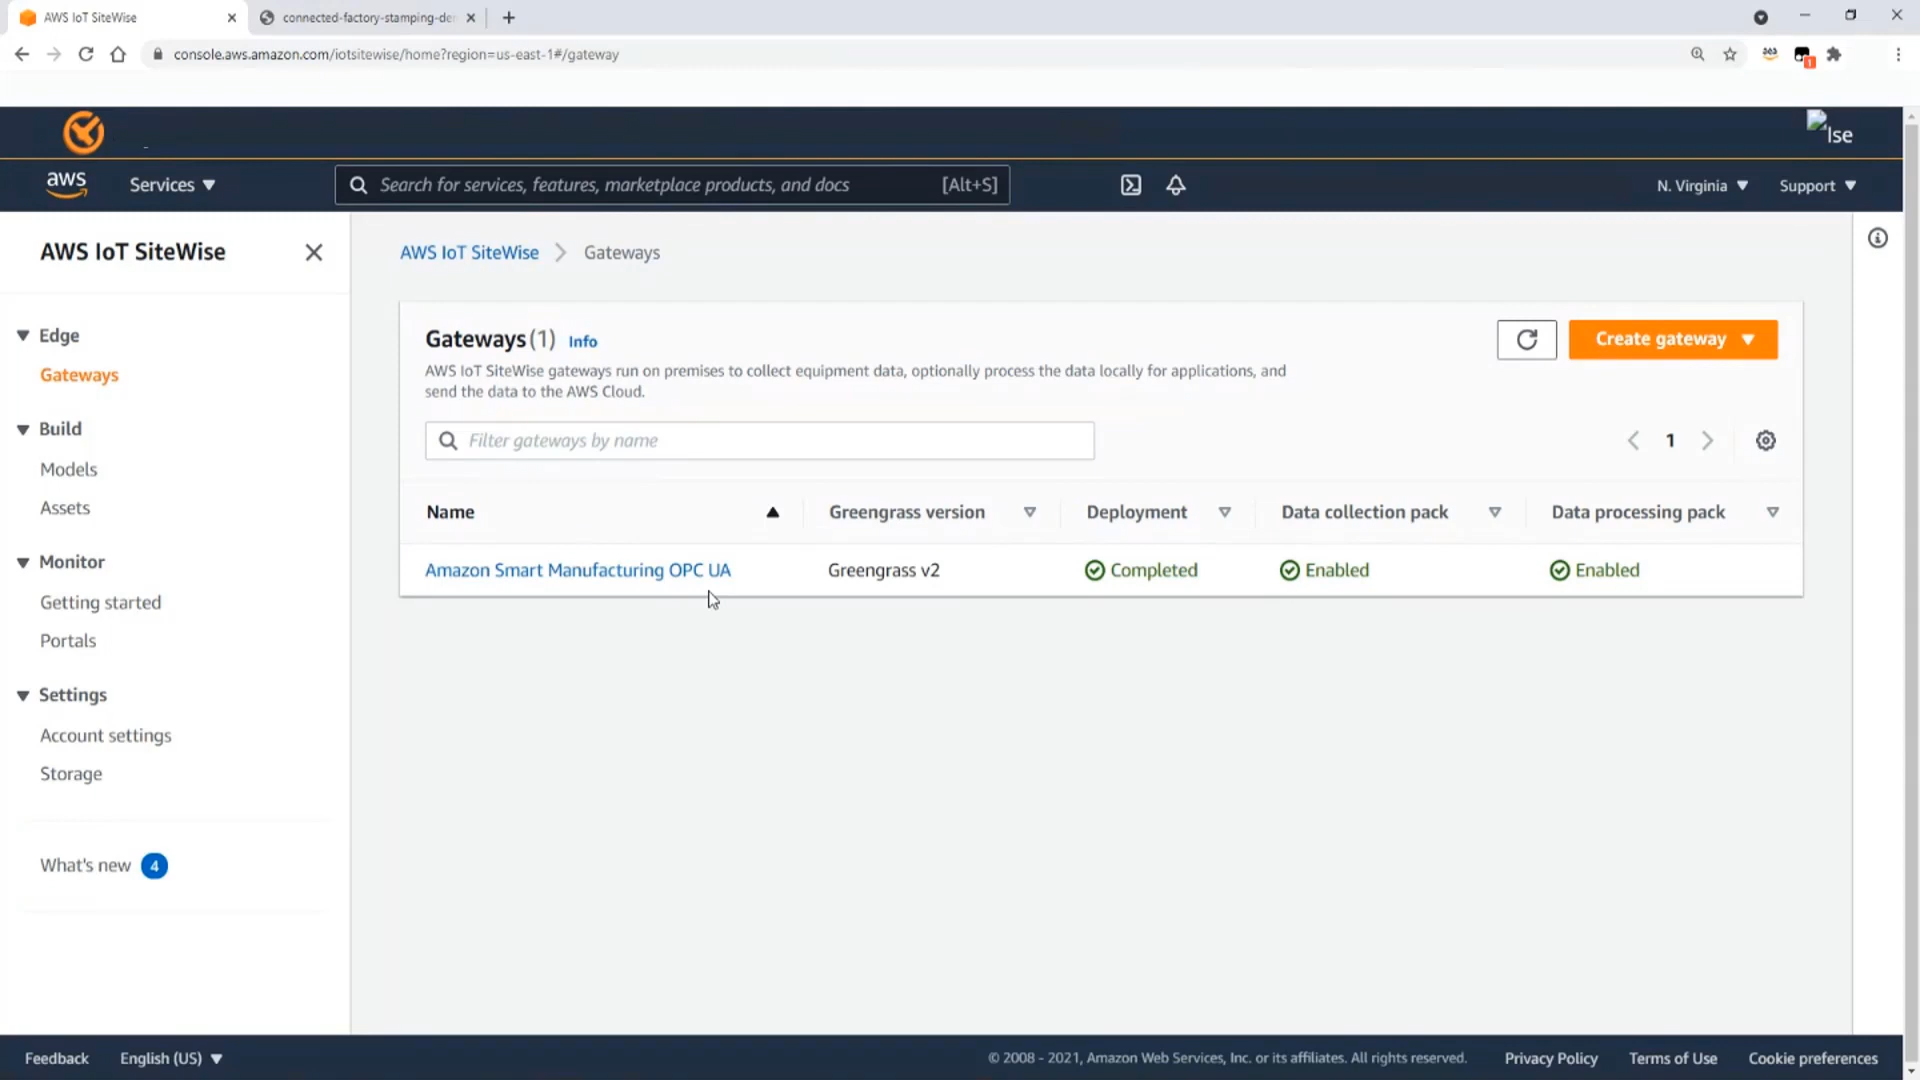 AWS IoT SiteWise
connected-factory-stamping-de
console.aws.amazon.com/iotsitewise/home?region=us-east-1#/gateway
1
lse
aws
Services
Search for services, features, marketplace products, and docs
[Alt+S]
N. Virginia
Support
AWS IoT SiteWise
Edge
Gateways
Build
Models
Assets
Monitor
Getting started
Portals
Settings
Account settings
Storage
What's new 4
AWS IoT SiteWise
Gateways
Gateways (1) Info
AWS IoT SiteWise gateways run on premises to collect equipment data, optionally process the data locally for applications, and
send the data to the AWS Cloud.
Create gateway
Filter gateways by name
1
Name
Greengrass version
Deployment
Data collection pack
Data processing pack
Amazon Smart Manufacturing OPC UA
Greengrass v2
Completed
Enabled
Enabled
Feedback
English (US)
© 2008 - 2021, Amazon Web Services, Inc. or its affiliates. All rights reserved.
Privacy Policy
Terms of Use
Cookie preferences